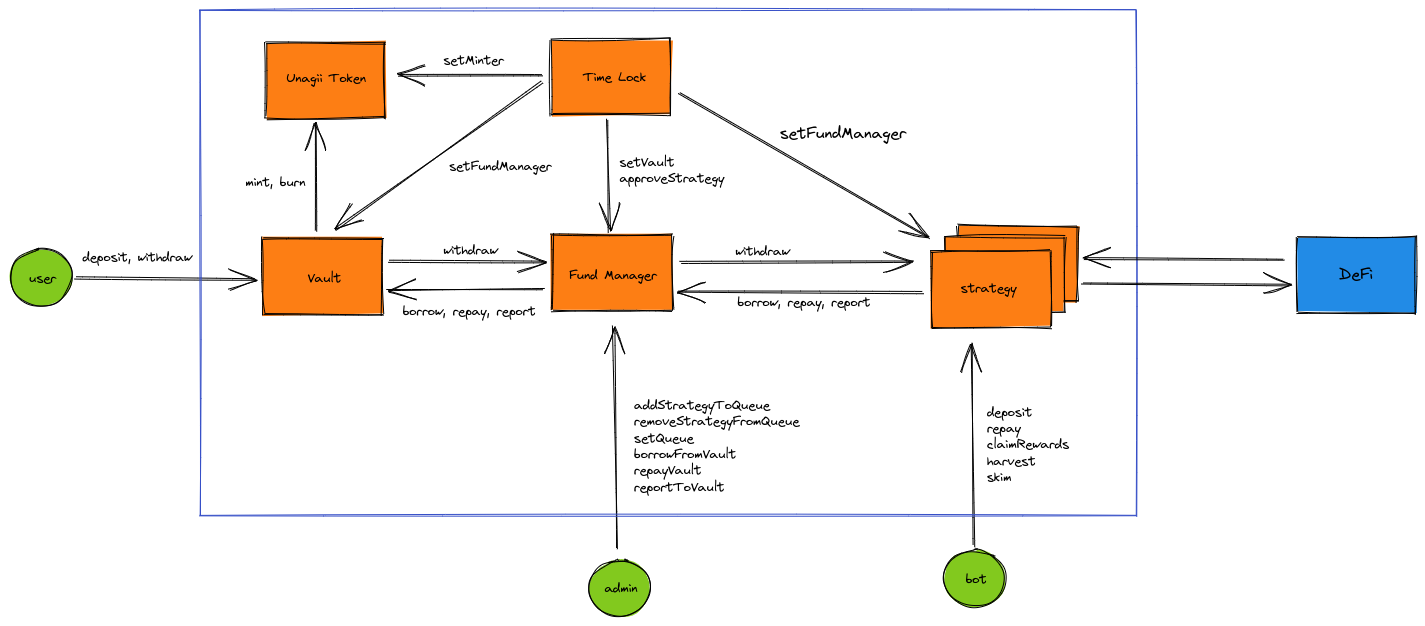 setMinter
Unagii Token
Time Lock
setFundManager
setFundManager
setVault
approveStrategy
mint, burn
deposit, withdraw
user
Vault
withdraw
borrow, repay, report
Fund Manager
withdraw
borrow, repay, report
strategy
DeFi
addStrategyToQueue
removeStrategyFromQueue
setQueue
borrowFromVault
repayVault
reportToVault
deposit
repay
claimRewards
harvest
skim
admin
bot